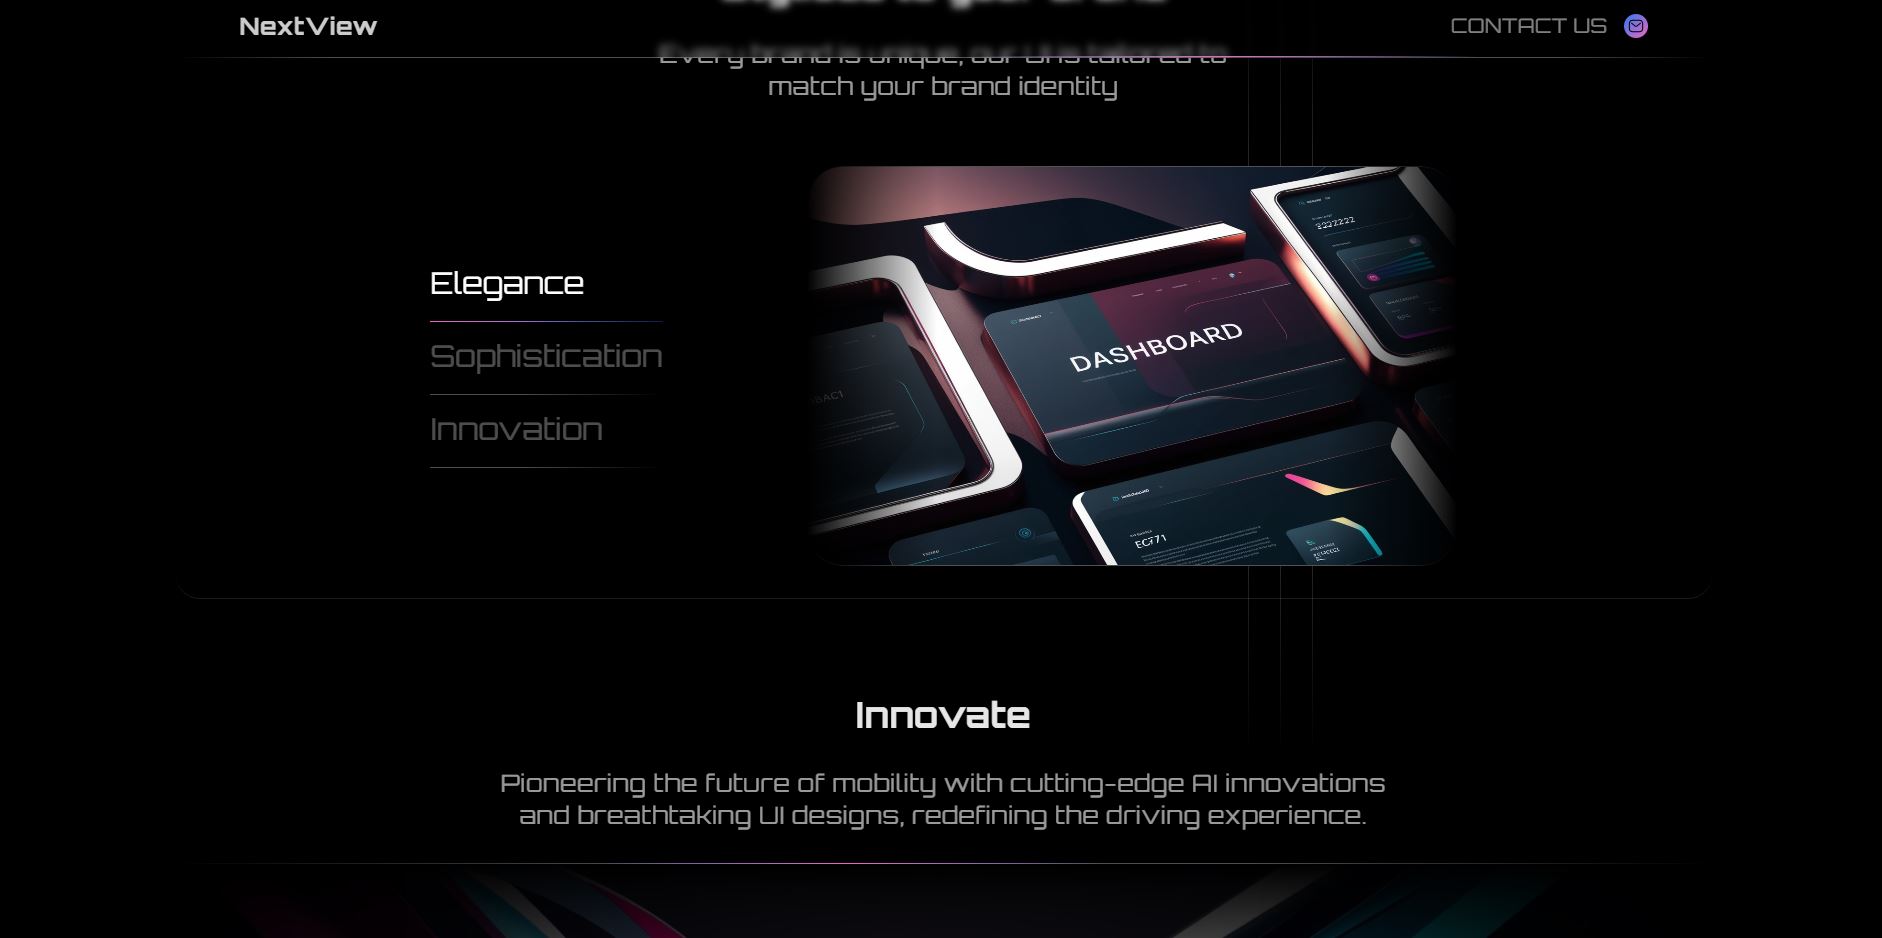 NextView
CONTACT US
Every brand is unique, our UI is tailored to
match your brand identity
Elegance
Sophistication
Innovation
DASHBOARD
EC771
Innovate
Pioneering the future of mobility with cutting-edge AI innovations
and breathtaking UI designs, redefining the driving experience.